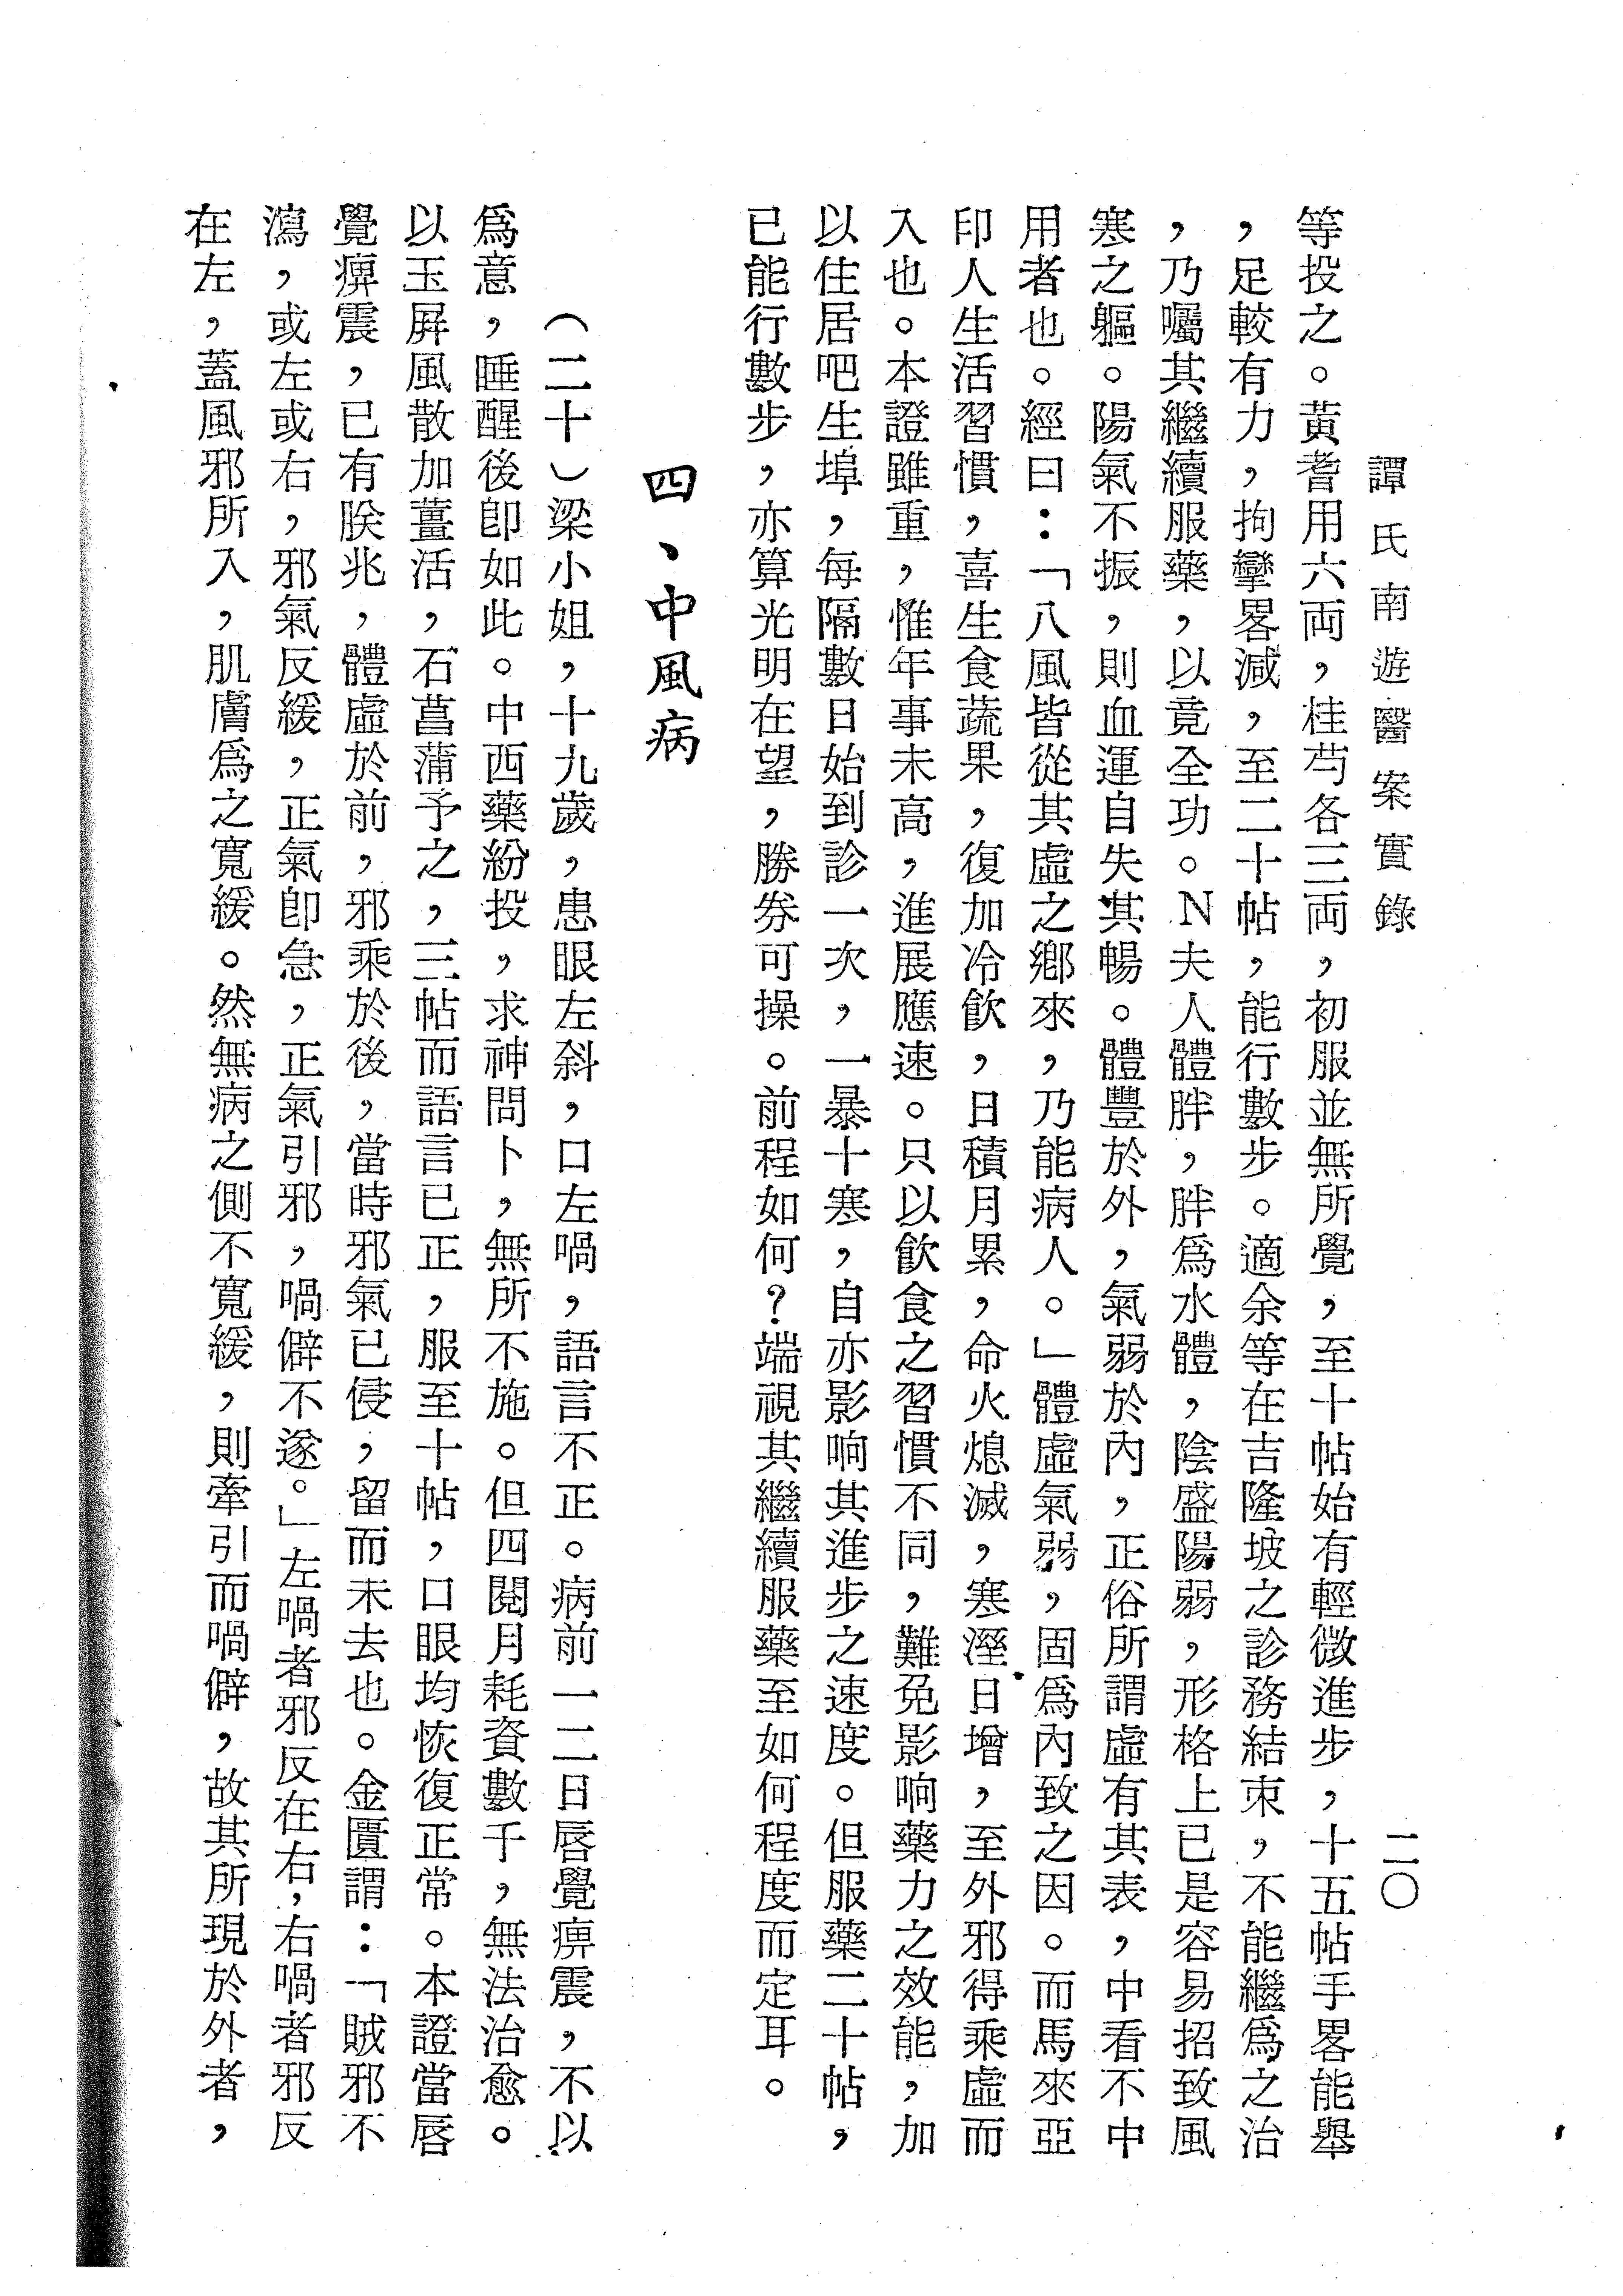 譚氏南遊醫案實錄
二〇
等投之。黃耆用六両，桂芍各三両，初服並無所覺，至十帖始有輕微進步，十五帖手畧能舉
，足較有力，拘攣畧減，至二十帖，能行數步。適余等在吉隆坡之診務結束，不能繼爲之治
，乃囑其繼續服藥，以竟全功。N夫人體胖，胖爲水體，陰盛陽弱，形格上已是容易招致風
寒之軀。陽氣不振，則血運自失其暢。體豐於外，氣弱於內，正俗所謂虛有其表，中看不中
用者也。經曰：「八風皆從其虛之鄉來，乃能病人。」體虛氣弱，固爲內致之因。而馬來亞
印人生活習慣，喜生食蔬果，復加冷飲，日積月累，命火熄滅，寒溼日增，至外邪得乘虛而
入也。本證雖重，惟年事未高，進展應速。只以飲食之習慣不同，難免影响藥力之效能，加
以住居吧生埠，每隔數日始到診一次，一暴十寒，自亦影响其進步之速度。但服藥二十帖，
已能行數步，亦算光明在望，勝劵可操。前程如何？端視其繼續服藥至如何程度而定耳。
四、中風病
（二十）梁小姐，十九歲，患眼左斜，口左喎，語言不正。病前一二日唇覺痹震，不以
爲意，睡醒後卽如此。中西藥紛投，求神問卜，無所不施。但四閱月耗資數千，無法治愈。
以玉屏風散加薑活，石菖蒲予之，三帖而語言已正，服至十帖，口眼均恢復正常。本證當唇
覺痹震，已有朕兆，體虛於前，邪乘於後，當時邪氣已侵，留而未去也。金匱謂：「賊邪不
瀉，或左或右，邪氣反緩，正氣卽急，正氣引邪，喎僻不遂。」左喎者邪反在右，右喎者邪反
在左，蓋風邪所入，肌膚爲之寬緩。然無病之側不寬緩，則牽引而喎僻，故其所現於外者，